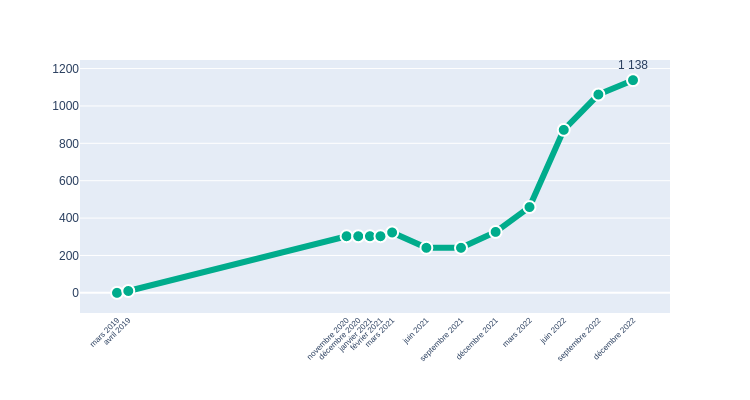 1 138
1200
1000
800
600
400
200
0
mars 2019
avril 2019
novembre 2020
décembre 2020
janvier 2021
février 2021
mars 2021
juin 2021
septembre 2021
décembre 2021
mars 2022
juin 2022
septembre 2022
décembre 2022